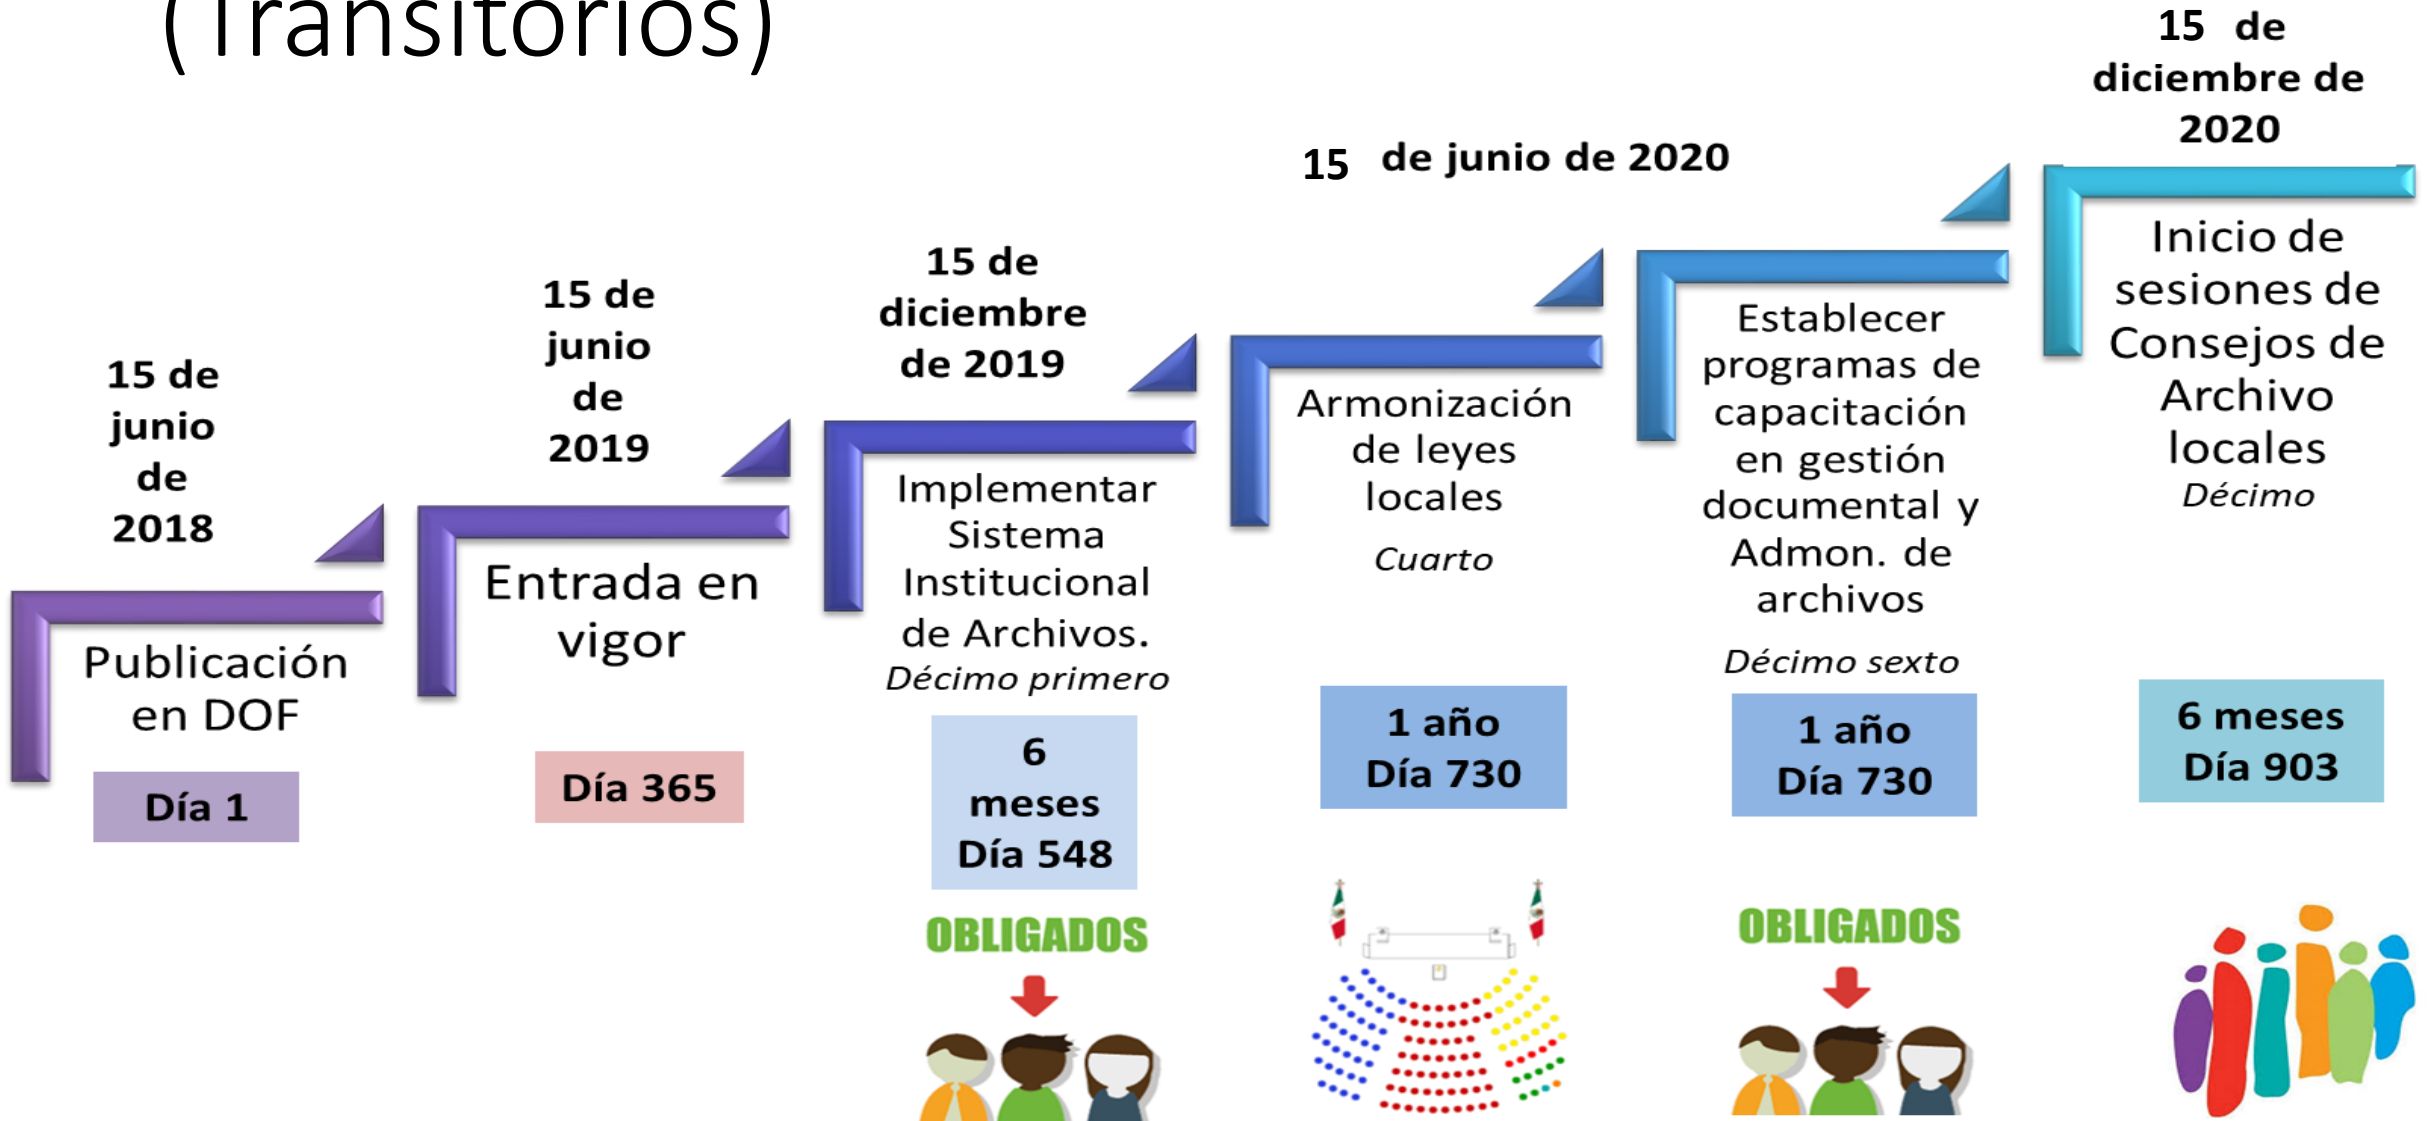 (Transitorios)
15 de
junio
de
2018
Publicación
en DOF
Día 1
15 de
junio
de
2019
Entrada en
vigor
Día 365
15 de
diciembre
de 2019
Implementar
Sistema
Institucional
de Archivos.
Décimo primero
6
meses
Día 548
OBLIGADOS
15 de junio de 2020
Armonización
de leyes
locales
Cuarto
1 año
Día 730
Establecer
programas de
capacitación
en gestión
documental y
Admon. de
archivos
Décimo sexto
1 año
Día 730
OBLIGADOS
15 de
diciembre de
2020
Inicio de
sesiones de
Consejos de
Archivo
locales
Décimo
6 meses
Día 903